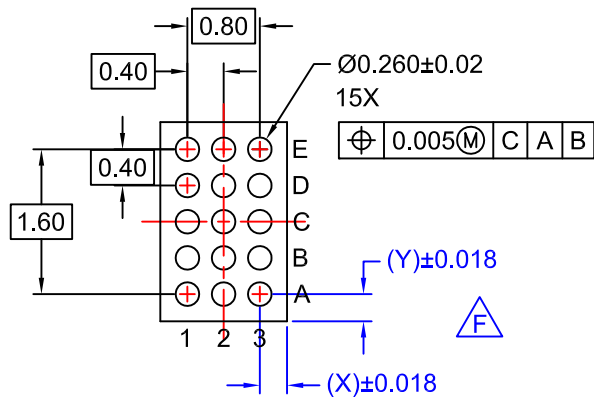 0.80
0.40
Ø0.260±0.02
15X
⌖ 0.005Ⓜ C A B
E
0.40
D
1.60
C
B
(Y)±0.018
A
F
1 2 3
(X)±0.018